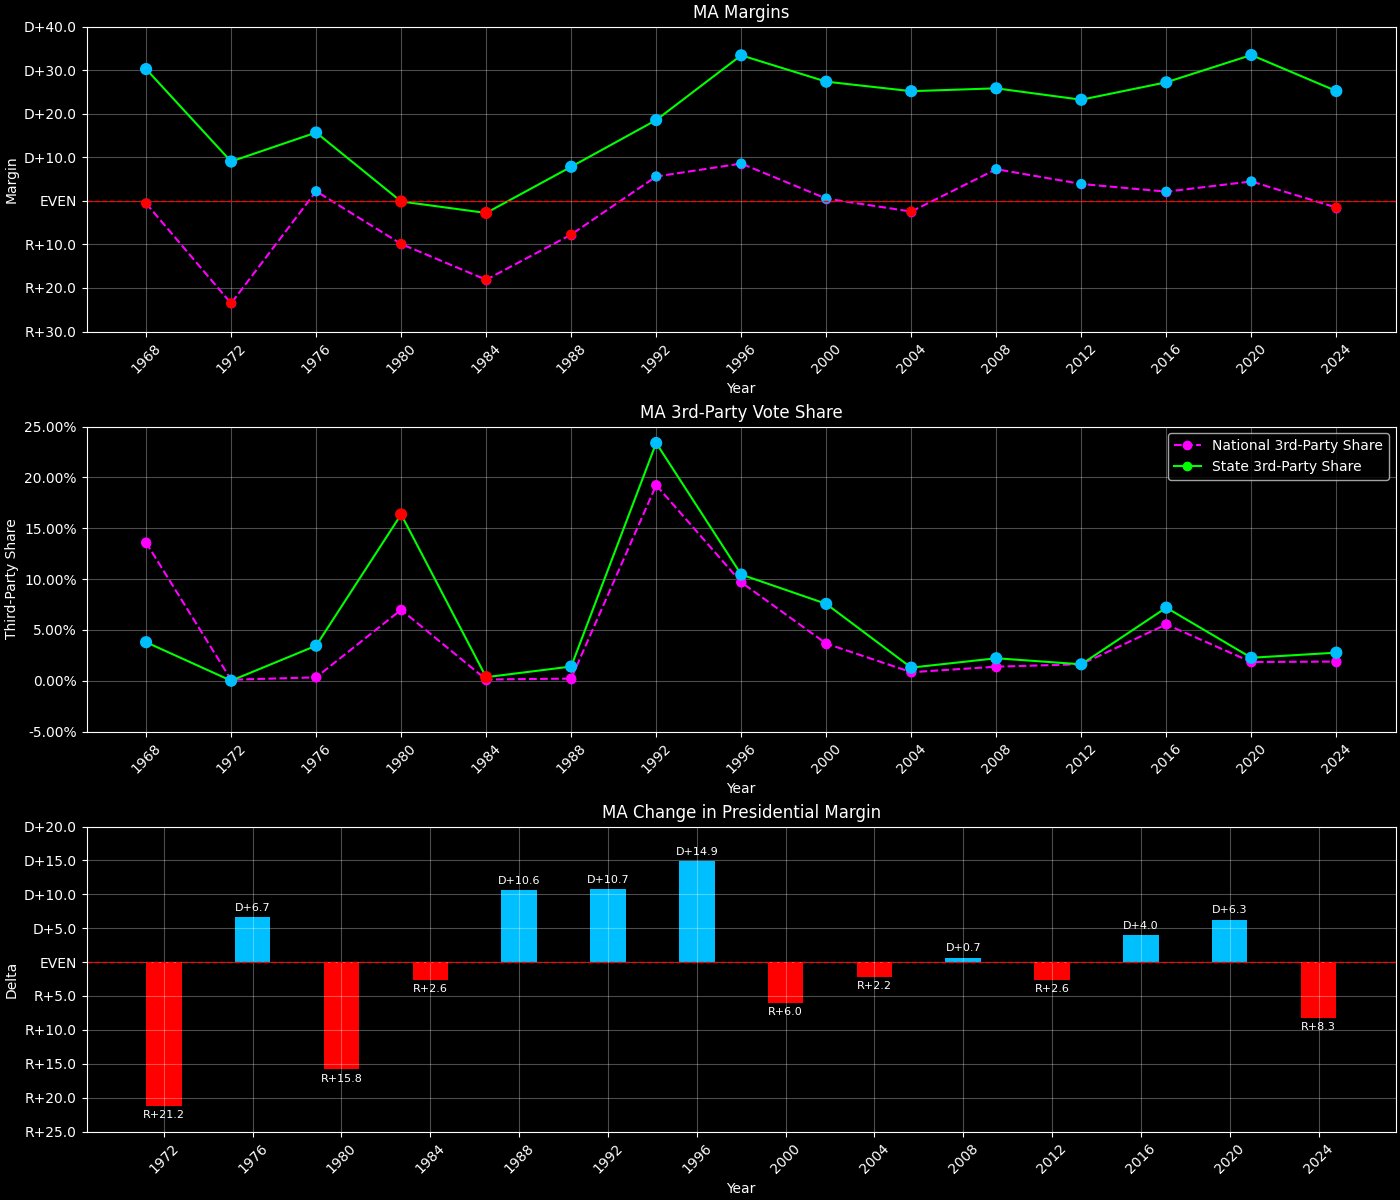 MA Margins
D+40.0
D+30.0
D+20.0
D+10.0
EVEN
R+10.0
R+20.0
R+30.0
Margin
1968 1972 1976 1980 1984 1988 1992 1996 2000 2004 2008 2012 2016 2020 2024
Year
MA 3rd-Party Vote Share
25.00%
20.00%
15.00%
10.00%
5.00%
0.00%
-5.00%
Third-Party Share
National 3rd-Party Share
State 3rd-Party Share
1968 1972 1976 1980 1984 1988 1992 1996 2000 2004 2008 2012 2016 2020 2024
Year
MA Change in Presidential Margin
D+20.0
D+15.0
D+10.0
D+5.0
EVEN
R+5.0
R+10.0
R+15.0
R+20.0
R+25.0
Delta
R+21.2
D+6.7
R+15.8
R+2.6
D+10.6
D+10.7
D+14.9
R+6.0
R+2.2
D+0.7
R+2.6
D+4.0
D+6.3
R+8.3
1972 1976 1980 1984 1988 1992 1996 2000 2004 2008 2012 2016 2020 2024
Year